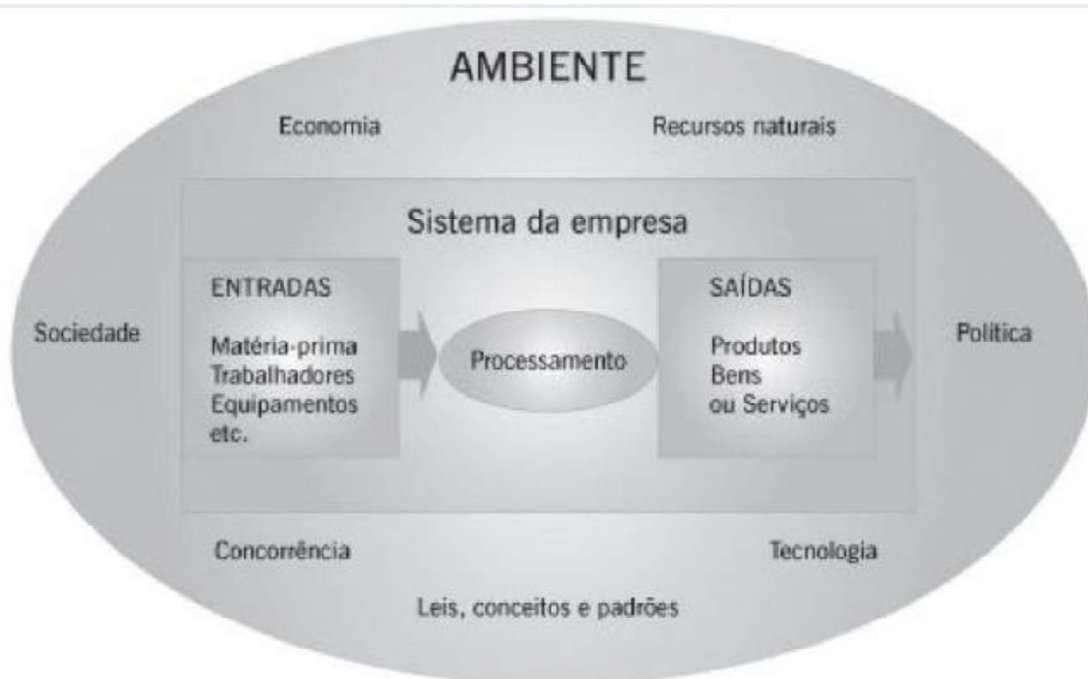 AMBIENTE
Economia
Recursos naturais
Sistema da empresa
ENTRADAS
Matéria-prima
Trabalhadores
Equipamentos
etc.
Processamento
SAÍDAS
Produtos
Bens
ou Serviços
Sociedade
Política
Concorrência
Tecnologia
Leis, conceitos e padrões